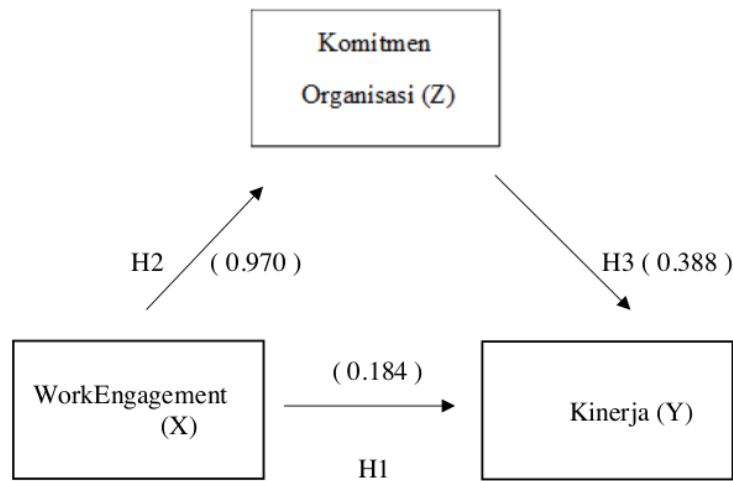 Komitmen
Organisasi (Z)
H2 ( 0.970 )
H3 ( 0.388 )
WorkEngagement
(X)
( 0.184 )
H1
Kinerja (Y)